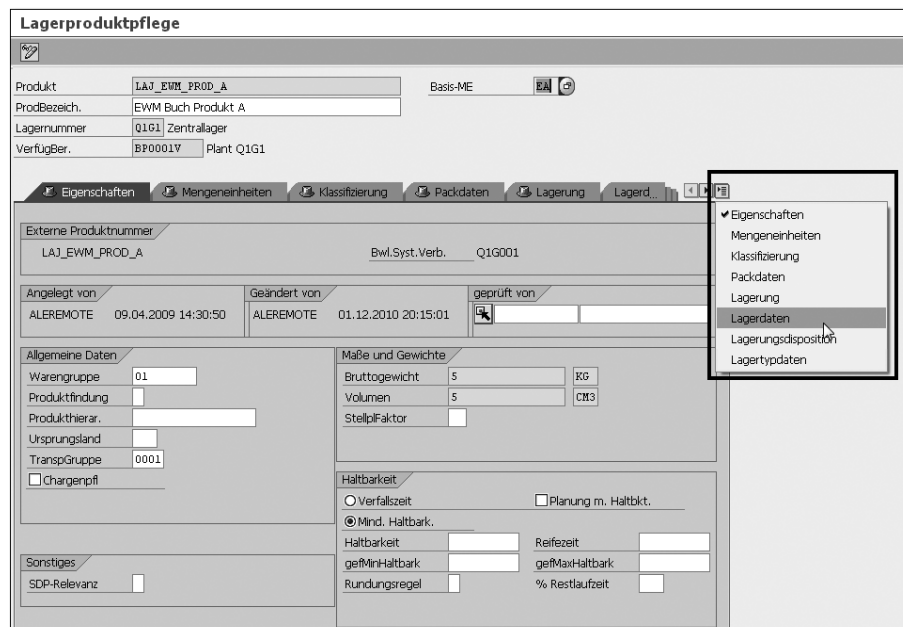 Lagerproduktpflege
Produkt LAJ_EWM_PROD_A Basis-ME EA
ProdBezeich. EWM Buch Produkt A
Lagernummer Q1G1 Zentrallager
VerfügBer. BP0001V Plant Q1G1
Eigenschaften Mengeneinheiten Klassifizierung Packdaten Lagerung Lagerd...
Eigenschaften
Mengeneinheiten
Klassifizierung
Packdaten
Lagerung
Lagerdaten
Lagerungsdisposition
Lagertypdaten
Externe Produktnummer
LAJ_EWM_PROD_A Bwl.Syst.Verb. Q1G001
Angelegt von Geändert von geprüft von
ALEREMOTE 09.04.2009 14:30:50 ALEREMOTE 01.12.2010 20:15:01
Allgemeine Daten
Warengruppe 01
Produktfindung
Produkthierar.
Ursprungsland
TranspGruppe 0001
Chargenpfl
Maße und Gewichte
Bruttogewicht 5 KG
Volumen 5 CM3
StellplFaktor
Haltbarkeit
Verfallszeit Planung m. Haltbkt.
Mind. Haltbark.
Haltbarkeit Reifezeit
gefMinHaltbark gefMaxHaltbark
Rundungsregel % Restlaufzeit
Sonstiges
SDP-Relevanz